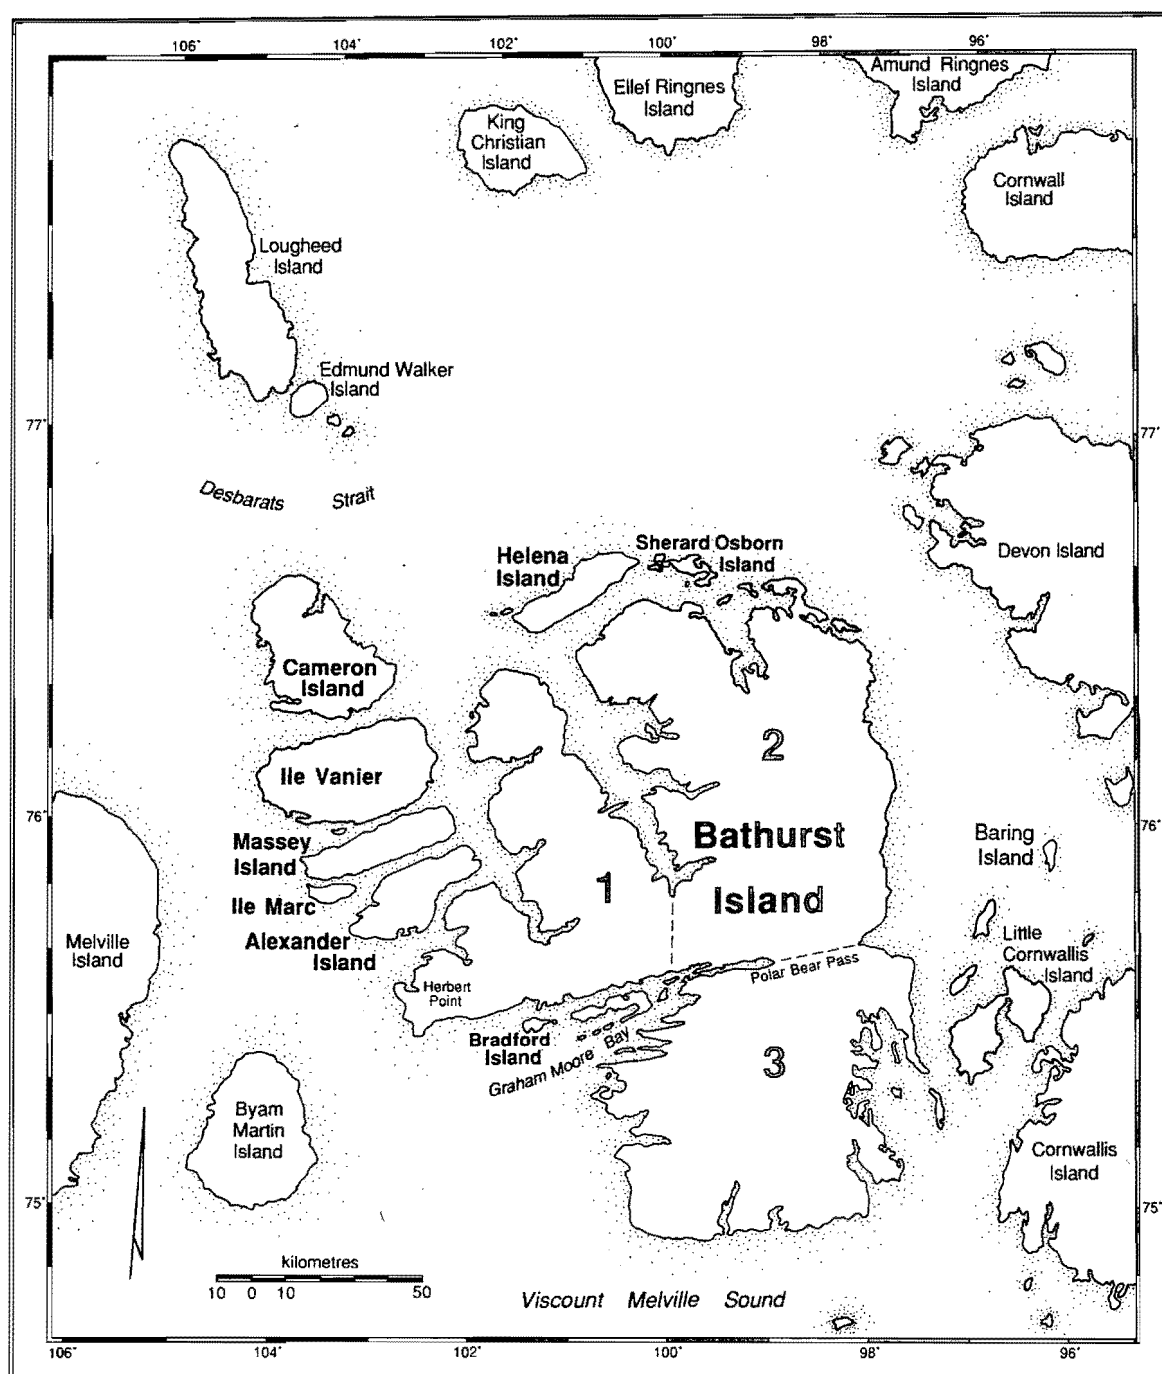 106° 104° 102° 100° 98° 96°
Ellef Ringnes
Island
Amund Ringnes
Island
King
Christian
Island
Cornwall
Island
Lougheed
Island
Edmund Walker
Island
77° 77°
Desbarats Strait
Devon Island
Sherard Osborn
Island
Helena
Island
Cameron
Island
2
Ile Vanier
76° 76°
Massey
Island
Bathurst
Island
Baring
Island
1
Ile Marc
Alexander
Island
Melville
Island
Little
Cornwallis
Island
Polar Bear Pass
Herbert
Point
Bradford
Island
Graham Moore Bay
3
Byam
Martin
Island
Cornwallis
Island
75° 75°
kilometres
10 0 10 50
Viscount Melville Sound
106° 104° 102° 100° 98° 96°